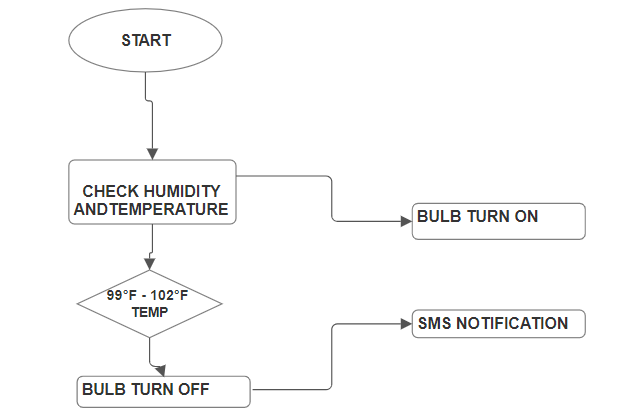 START
CHECK HUMIDITY
ANDTEMPERATURE
BULB TURN ON
99°F - 102°F
TEMP
SMS NOTIFICATION
BULB TURN OFF